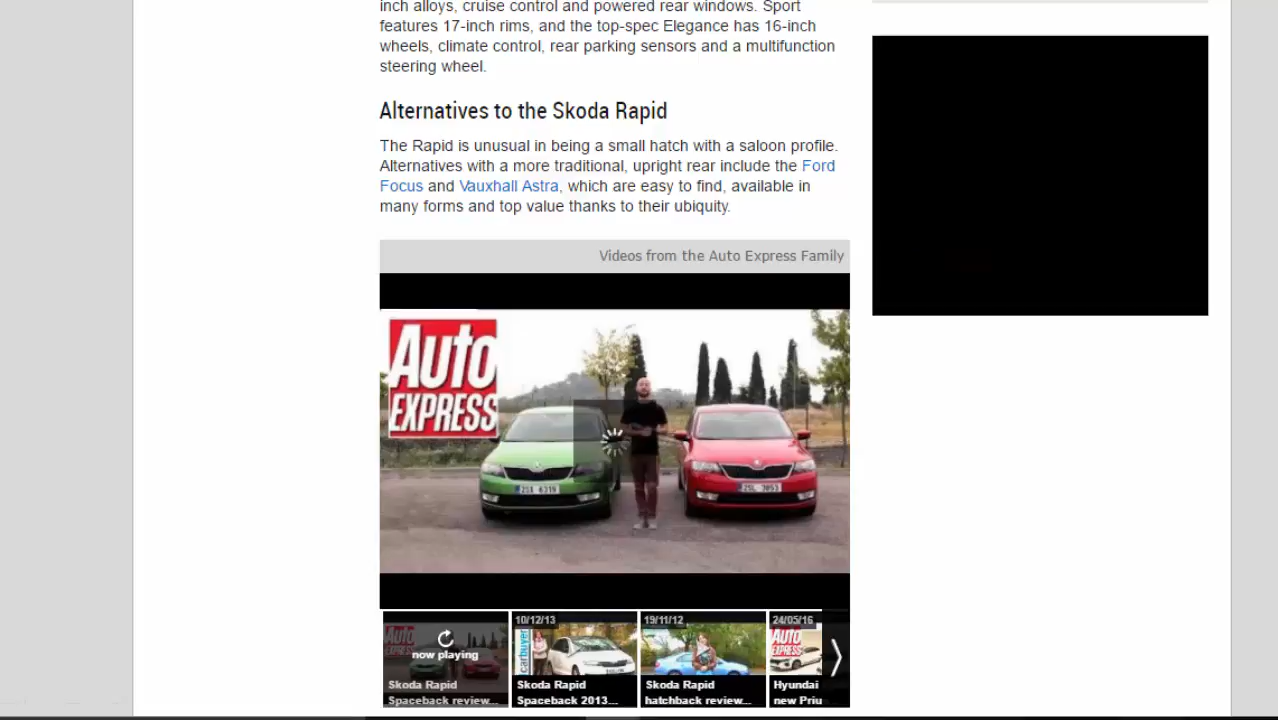 inch alloys, cruise control and powered rear windows. Sport
features 17-inch rims, and the top-spec Elegance has 16-inch
wheels, climate control, rear parking sensors and a multifunction
steering wheel.
Alternatives to the Skoda Rapid
The Rapid is unusual in being a small hatch with a saloon profile.
Alternatives with a more traditional, upright rear include the Ford
Focus and Vauxhall Astra, which are easy to find, available in
many forms and top value thanks to their ubiquity.
Videos from the Auto Express Family
Auto
EXPRESS
now playing
Skoda Rapid
Spaceback review...
10/12/13
carbuyer
Skoda Rapid
Spaceback 2013...
19/11/12
Skoda Rapid
hatchback review...
24/05/16
Auto
EXPRESS
Hyundai
new Priu